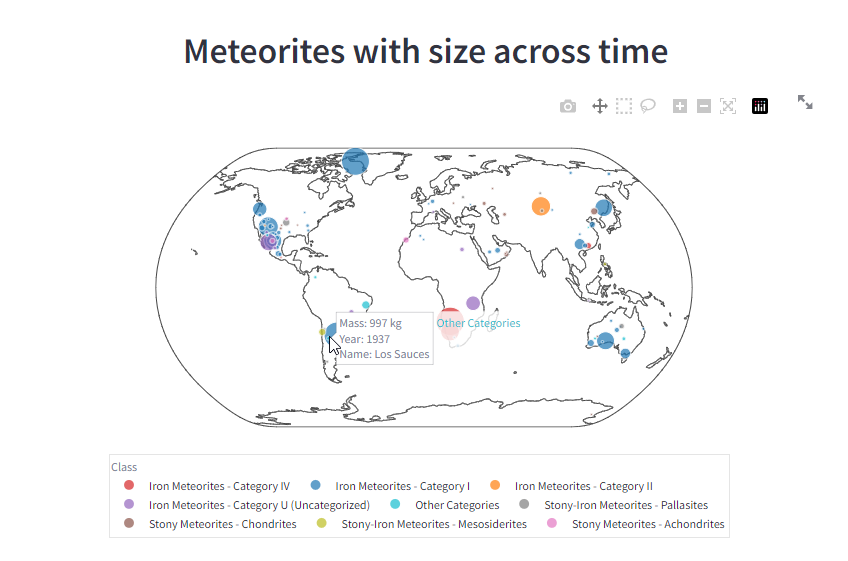 Meteorites with size across time
Mass: 997 kg
Year: 1937
Name: Los Sauces
Other Categories
Class
Iron Meteorites - Category IV
Iron Meteorites - Category I
Iron Meteorites - Category II
Iron Meteorites - Category U (Uncategorized)
Other Categories
Stony-Iron Meteorites - Pallasites
Stony Meteorites - Chondrites
Stony-Iron Meteorites - Mesosiderites
Stony Meteorites - Achondrites